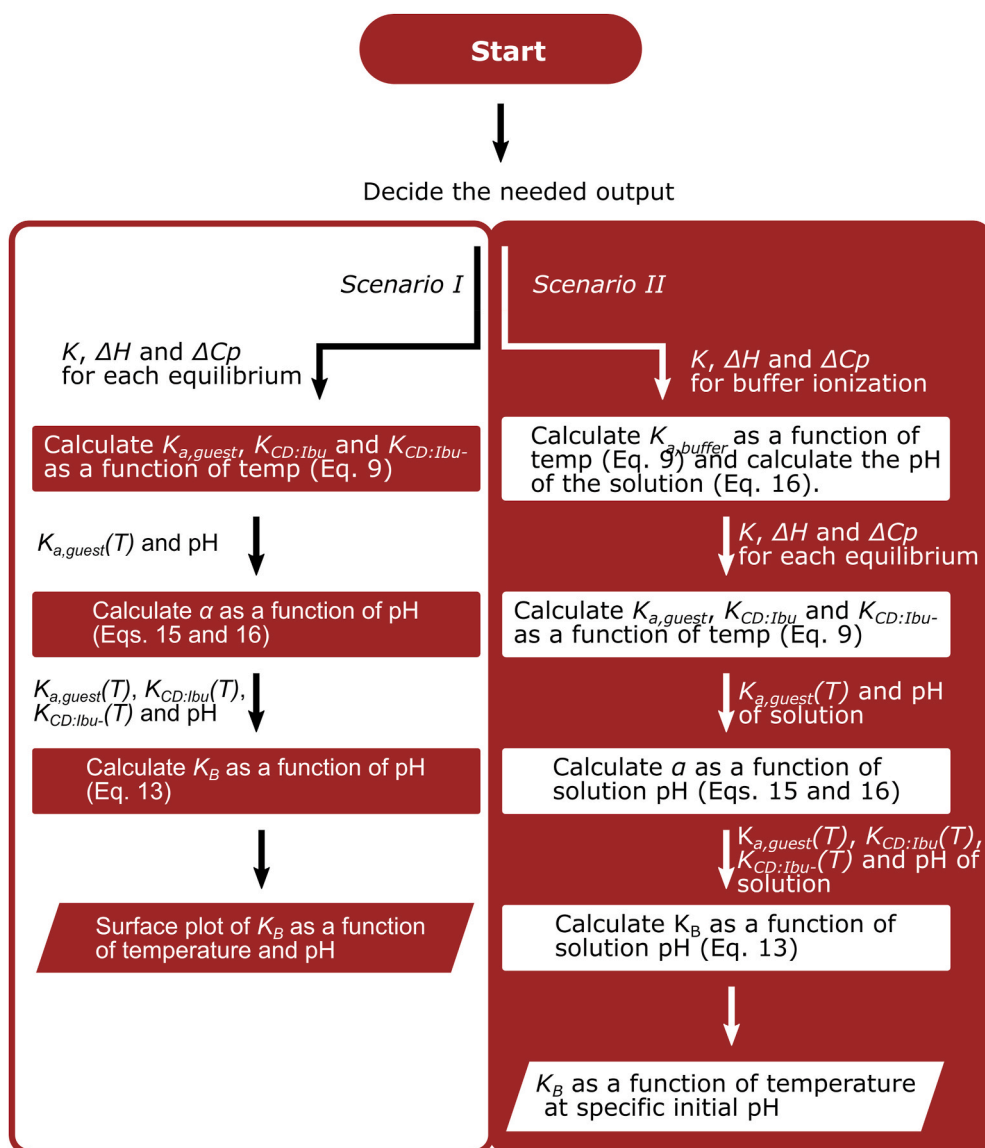 Start
Decide the needed output
Scenario I
K, ΔH and ΔCp
for each equilibrium
Calculate Ka,guest, KCD:Ibu and KCD:Ibu-
as a function of temp (Eq. 9)
Ka,guest(T) and pH
Calculate α as a function of pH
(Eqs. 15 and 16)
Ka,guest(T), KCD:Ibu(T),
KCD:Ibu-(T) and pH
Calculate KB as a function of pH
(Eq. 13)
Surface plot of KB as a function
of temperature and pH
Scenario II
K, ΔH and ΔCp
for buffer ionization
Calculate Ka,buffer as a function of
temp (Eq. 9) and calculate the pH
of the solution (Eq. 16).
K, ΔH and ΔCp
for each equilibrium
Calculate Ka,guest, KCD:Ibu and KCD:Ibu-
as a function of temp (Eq. 9)
Ka,guest(T) and pH
of solution
Calculate α as a function of
solution pH (Eqs. 15 and 16)
Ka,guest(T), KCD:Ibu(T),
KCD:Ibu-(T) and pH of
solution
Calculate KB as a function of
solution pH (Eq. 13)
KB as a function of temperature
at specific initial pH